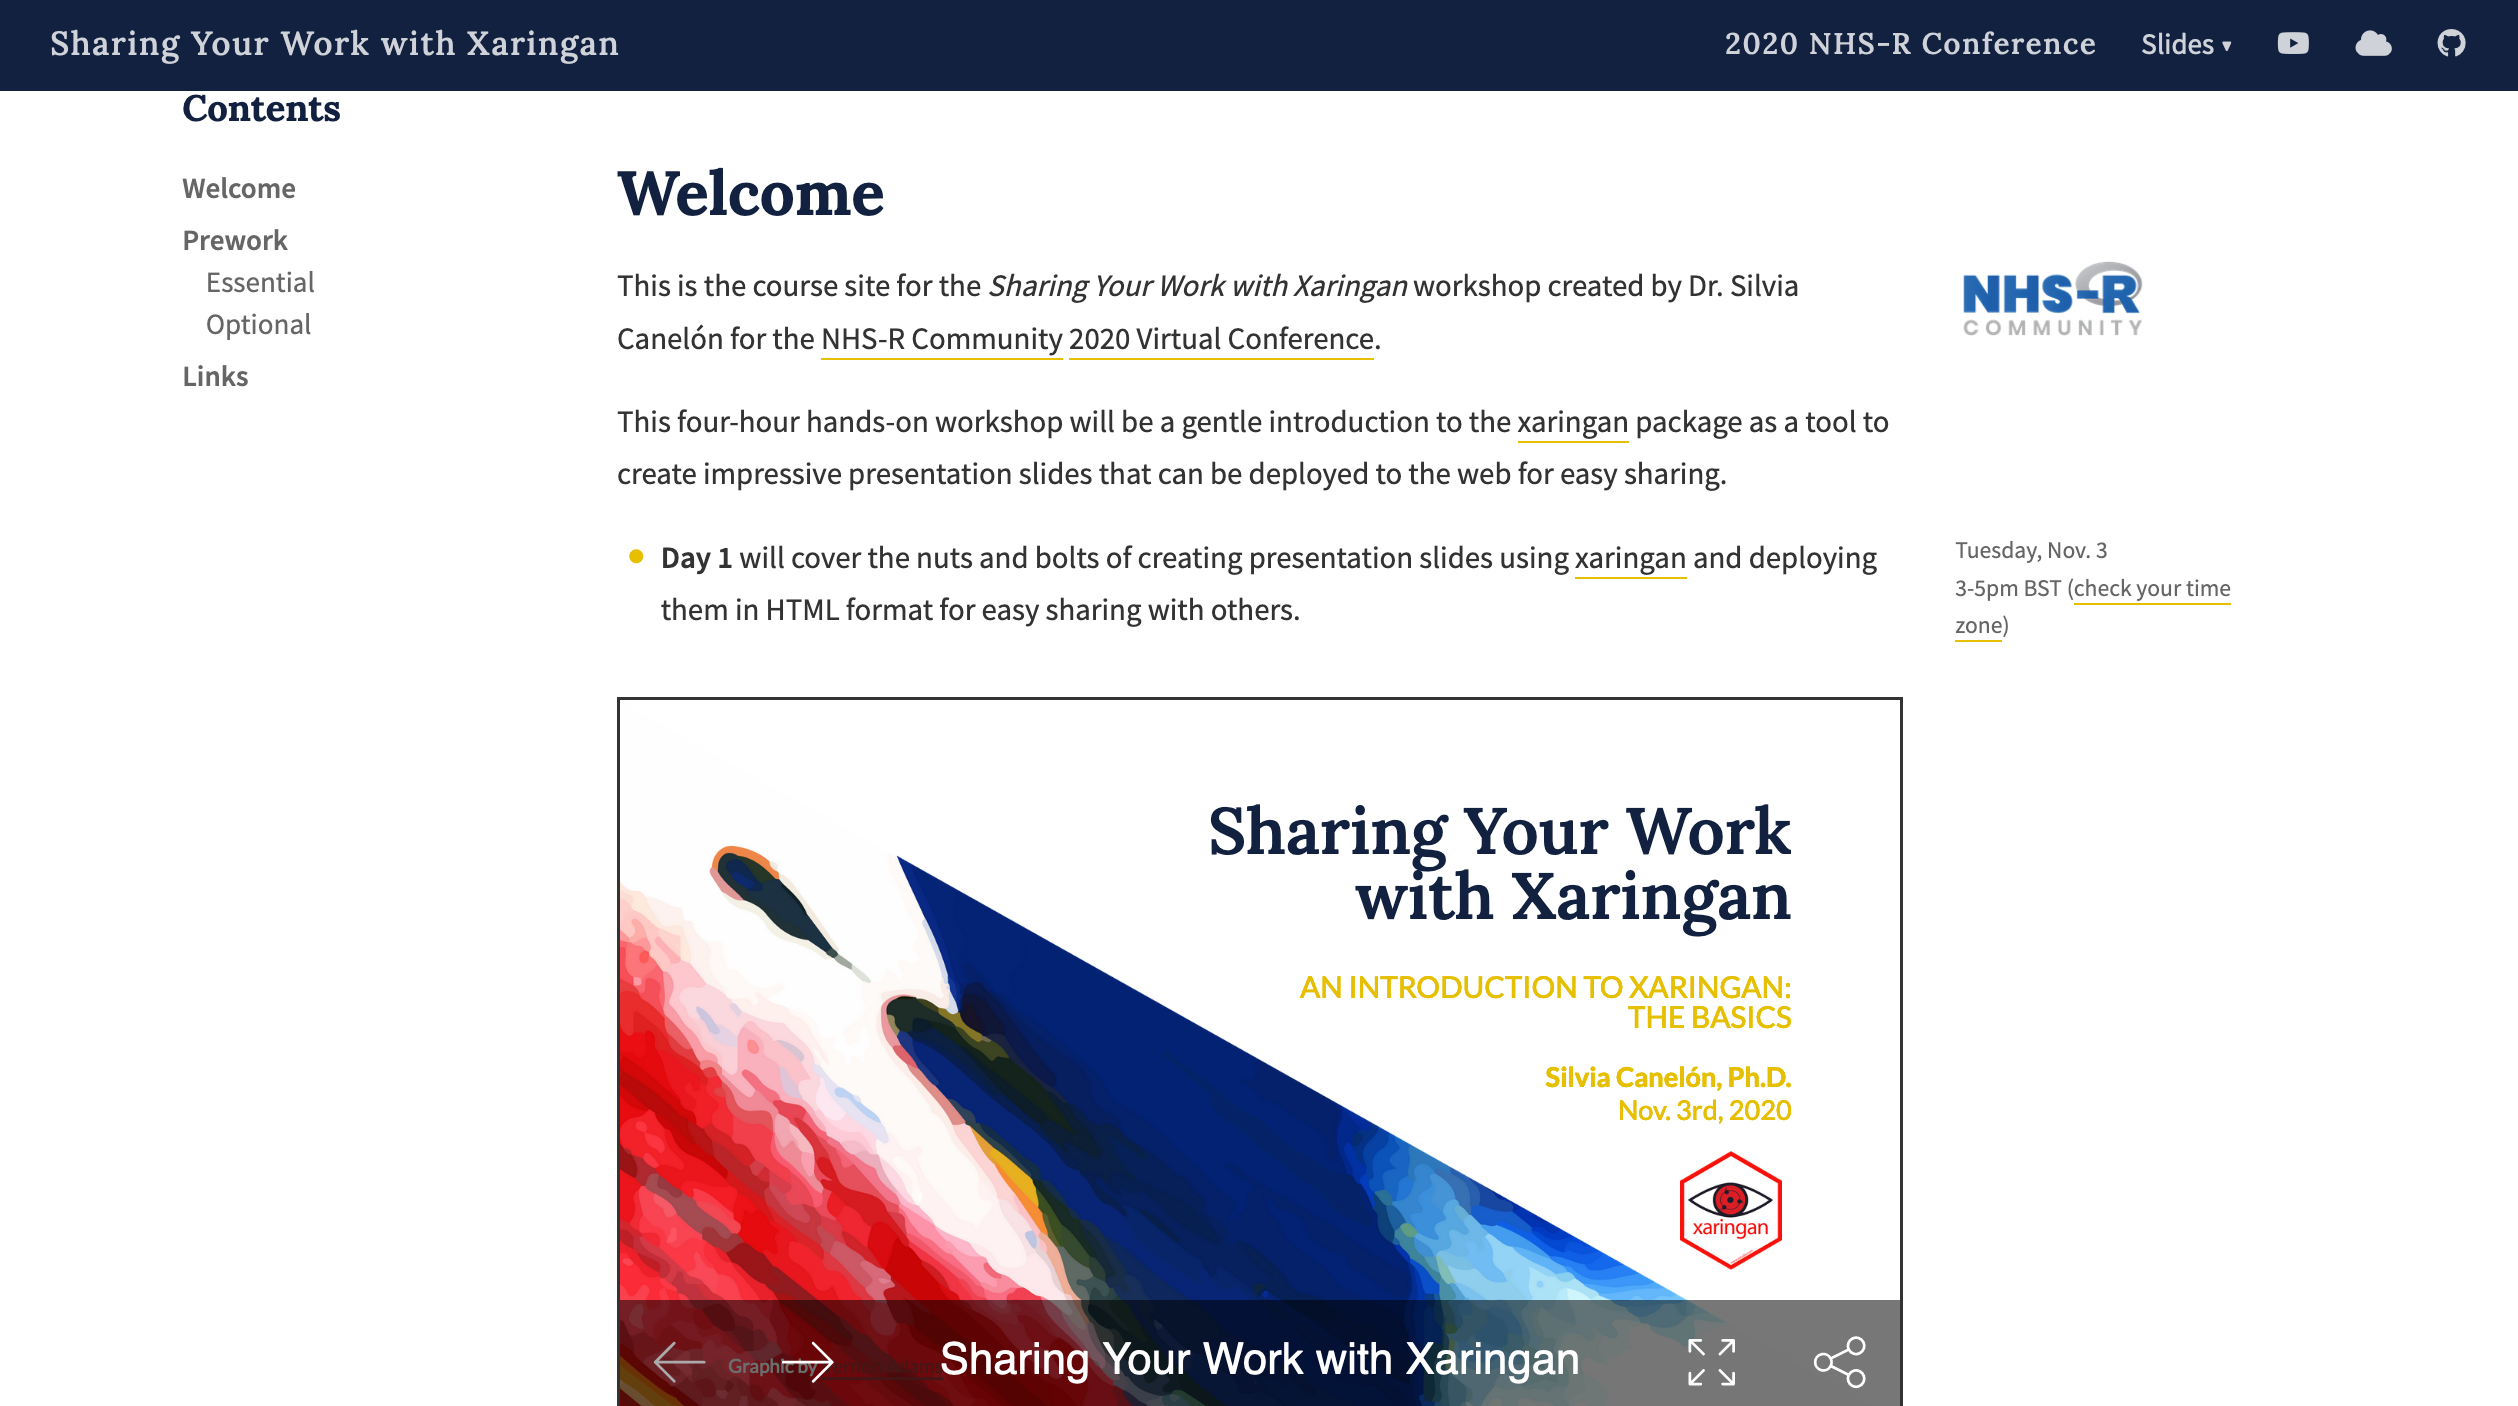 Sharing Your Work with Xaringan
2020 NHS-R Conference Slides ▾
Contents
Welcome
Prework
Essential
Optional
Links
Welcome
This is the course site for the Sharing Your Work with Xaringan workshop created by Dr. Silvia
Canelón for the NHS-R Community 2020 Virtual Conference.
This four-hour hands-on workshop will be a gentle introduction to the xaringan package as a tool to
create impressive presentation slides that can be deployed to the web for easy sharing.
Day 1 will cover the nuts and bolts of creating presentation slides using xaringan and deploying
them in HTML format for easy sharing with others.
NHS-R
COMMUNITY
Tuesday, Nov. 3
3-5pm BST (check your time
zone)
Sharing Your Work
with Xaringan
AN INTRODUCTION TO XARINGAN:
THE BASICS
Silvia Canelón, Ph.D.
Nov. 3rd, 2020
xaringan
Graphic by
Sharing Your Work with Xaringan